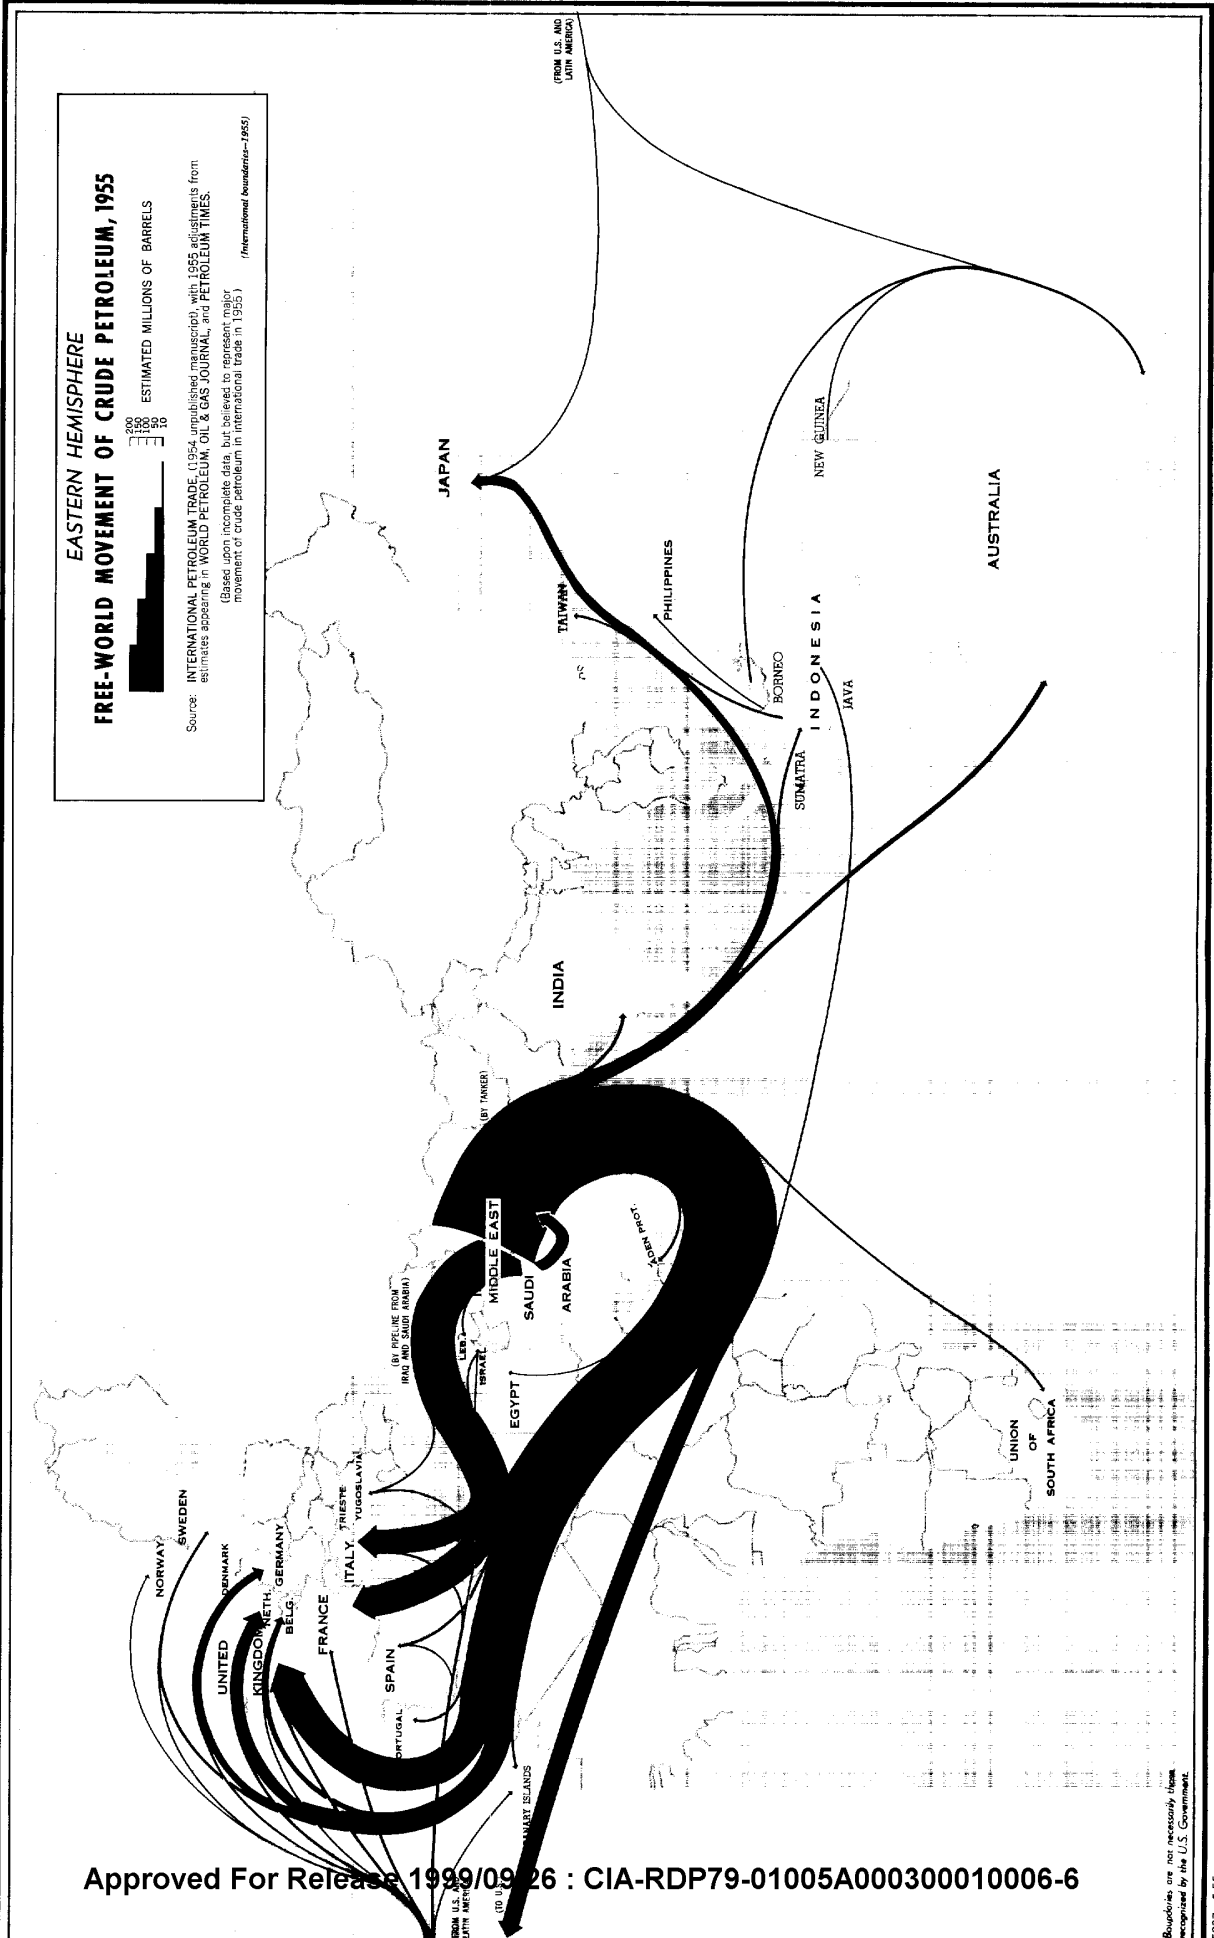 EASTERN HEMISPHERE
FREE-WORLD MOVEMENT OF CRUDE PETROLEUM, 1955
200
150
100
50
10
ESTIMATED MILLIONS OF BARRELS
Source: INTERNATIONAL PETROLEUM TRADE, (1954 unpublished manuscript), with 1955 adjustments from
estimates appearing in WORLD PETROLEUM, OIL & GAS JOURNAL, and PETROLEUM TIMES.
(Based upon incomplete data, but believed to represent major
movement of crude petroleum in international trade in 1955)
(International boundaries—1955)
(FROM U.S. AND
LATIN AMERICA)
NORWAY
SWEDEN
DENMARK
UNITED
KINGDOM
NETH.
BELG.
GERMANY
FRANCE
ITALY
TRIESTE
YUGOSLAVIA
SPAIN
PORTUGAL
(BY PIPELINE FROM
IRAQ AND SAUDI ARABIA)
LEB.
ISRAEL
EGYPT
MIDDLE EAST
SAUDI
ARABIA
(BY TANKER)
ADEN PROT.
INDIA
JAPAN
TAIWAN
PHILIPPINES
BORNEO
INDONESIA
SUMATRA
JAVA
NEW GUINEA
AUSTRALIA
UNION
OF
SOUTH AFRICA
CANARY ISLANDS
(TO U.S.)
FROM U.S. AND
LATIN AMERICA
Boundaries are not necessarily those
recognized by the U.S. Government.
Approved For Release 1999/09/26 : CIA-RDP79-01005A000300010006-6